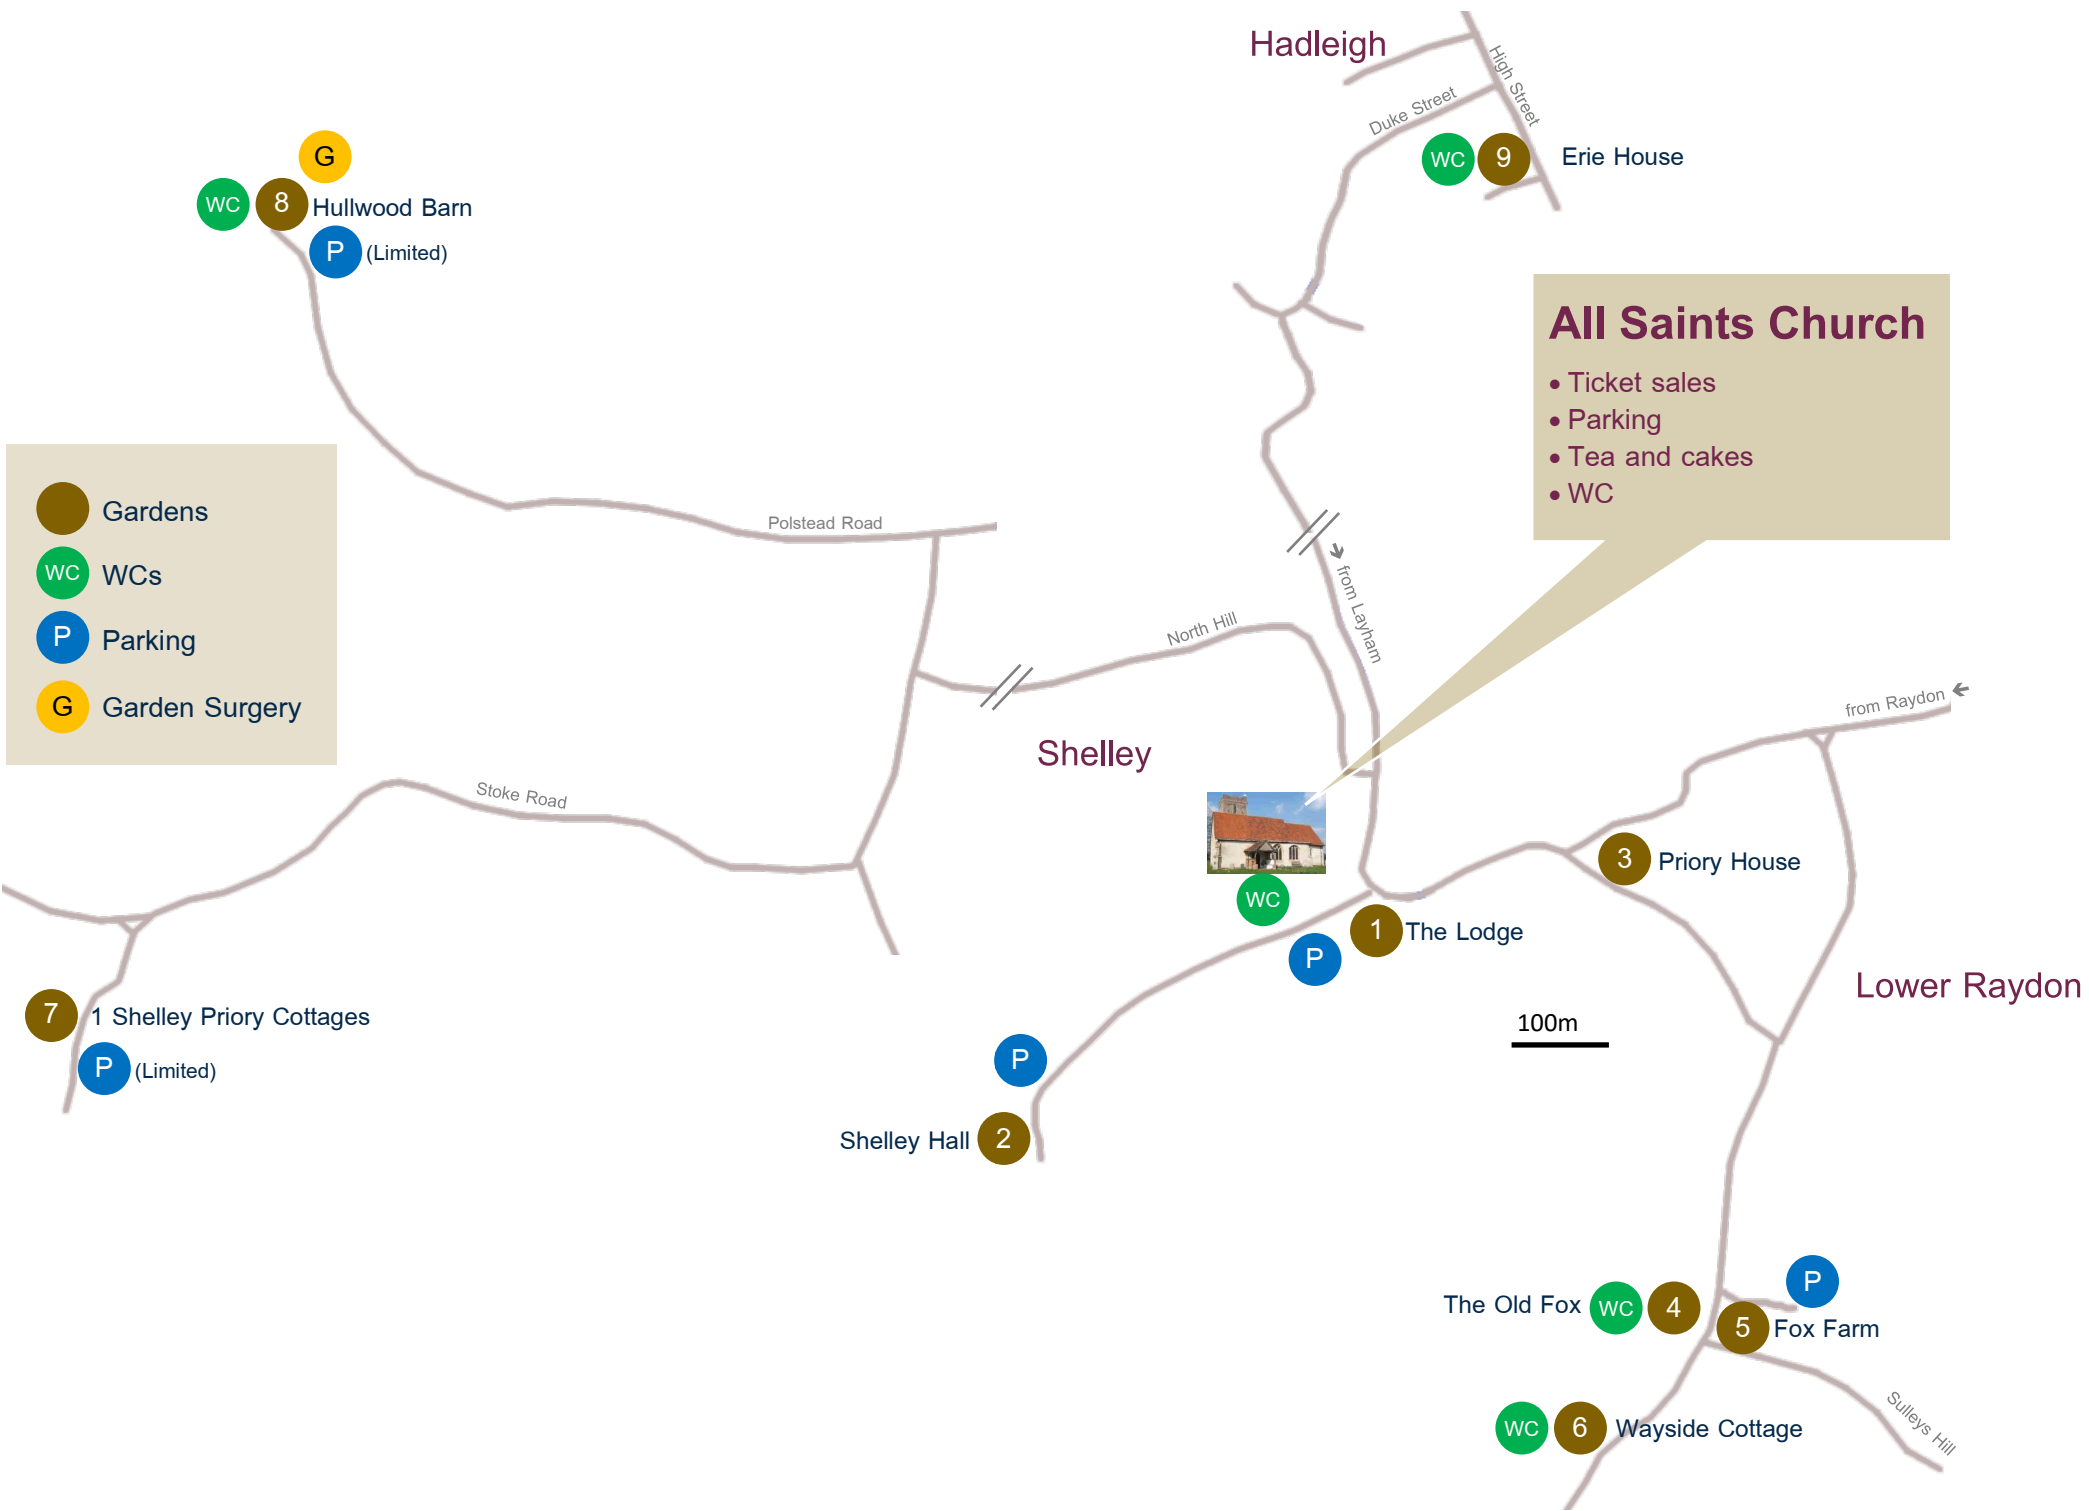 Hadleigh
High Street
Duke Street
WC
9
Erie House
G
WC
8
Hullwood Barn
P
(Limited)
All Saints Church
• Ticket sales
• Parking
• Tea and cakes
• WC
Gardens
WC
WCs
P
Parking
G
Garden Surgery
Polstead Road
from Layham
North Hill
from Raydon
Shelley
Stoke Road
3
Priory House
WC
1
The Lodge
P
Lower Raydon
7
1 Shelley Priory Cottages
P
(Limited)
100m
P
Shelley Hall
2
P
The Old Fox
WC
4
5
Fox Farm
Sulleys Hill
WC
6
Wayside Cottage